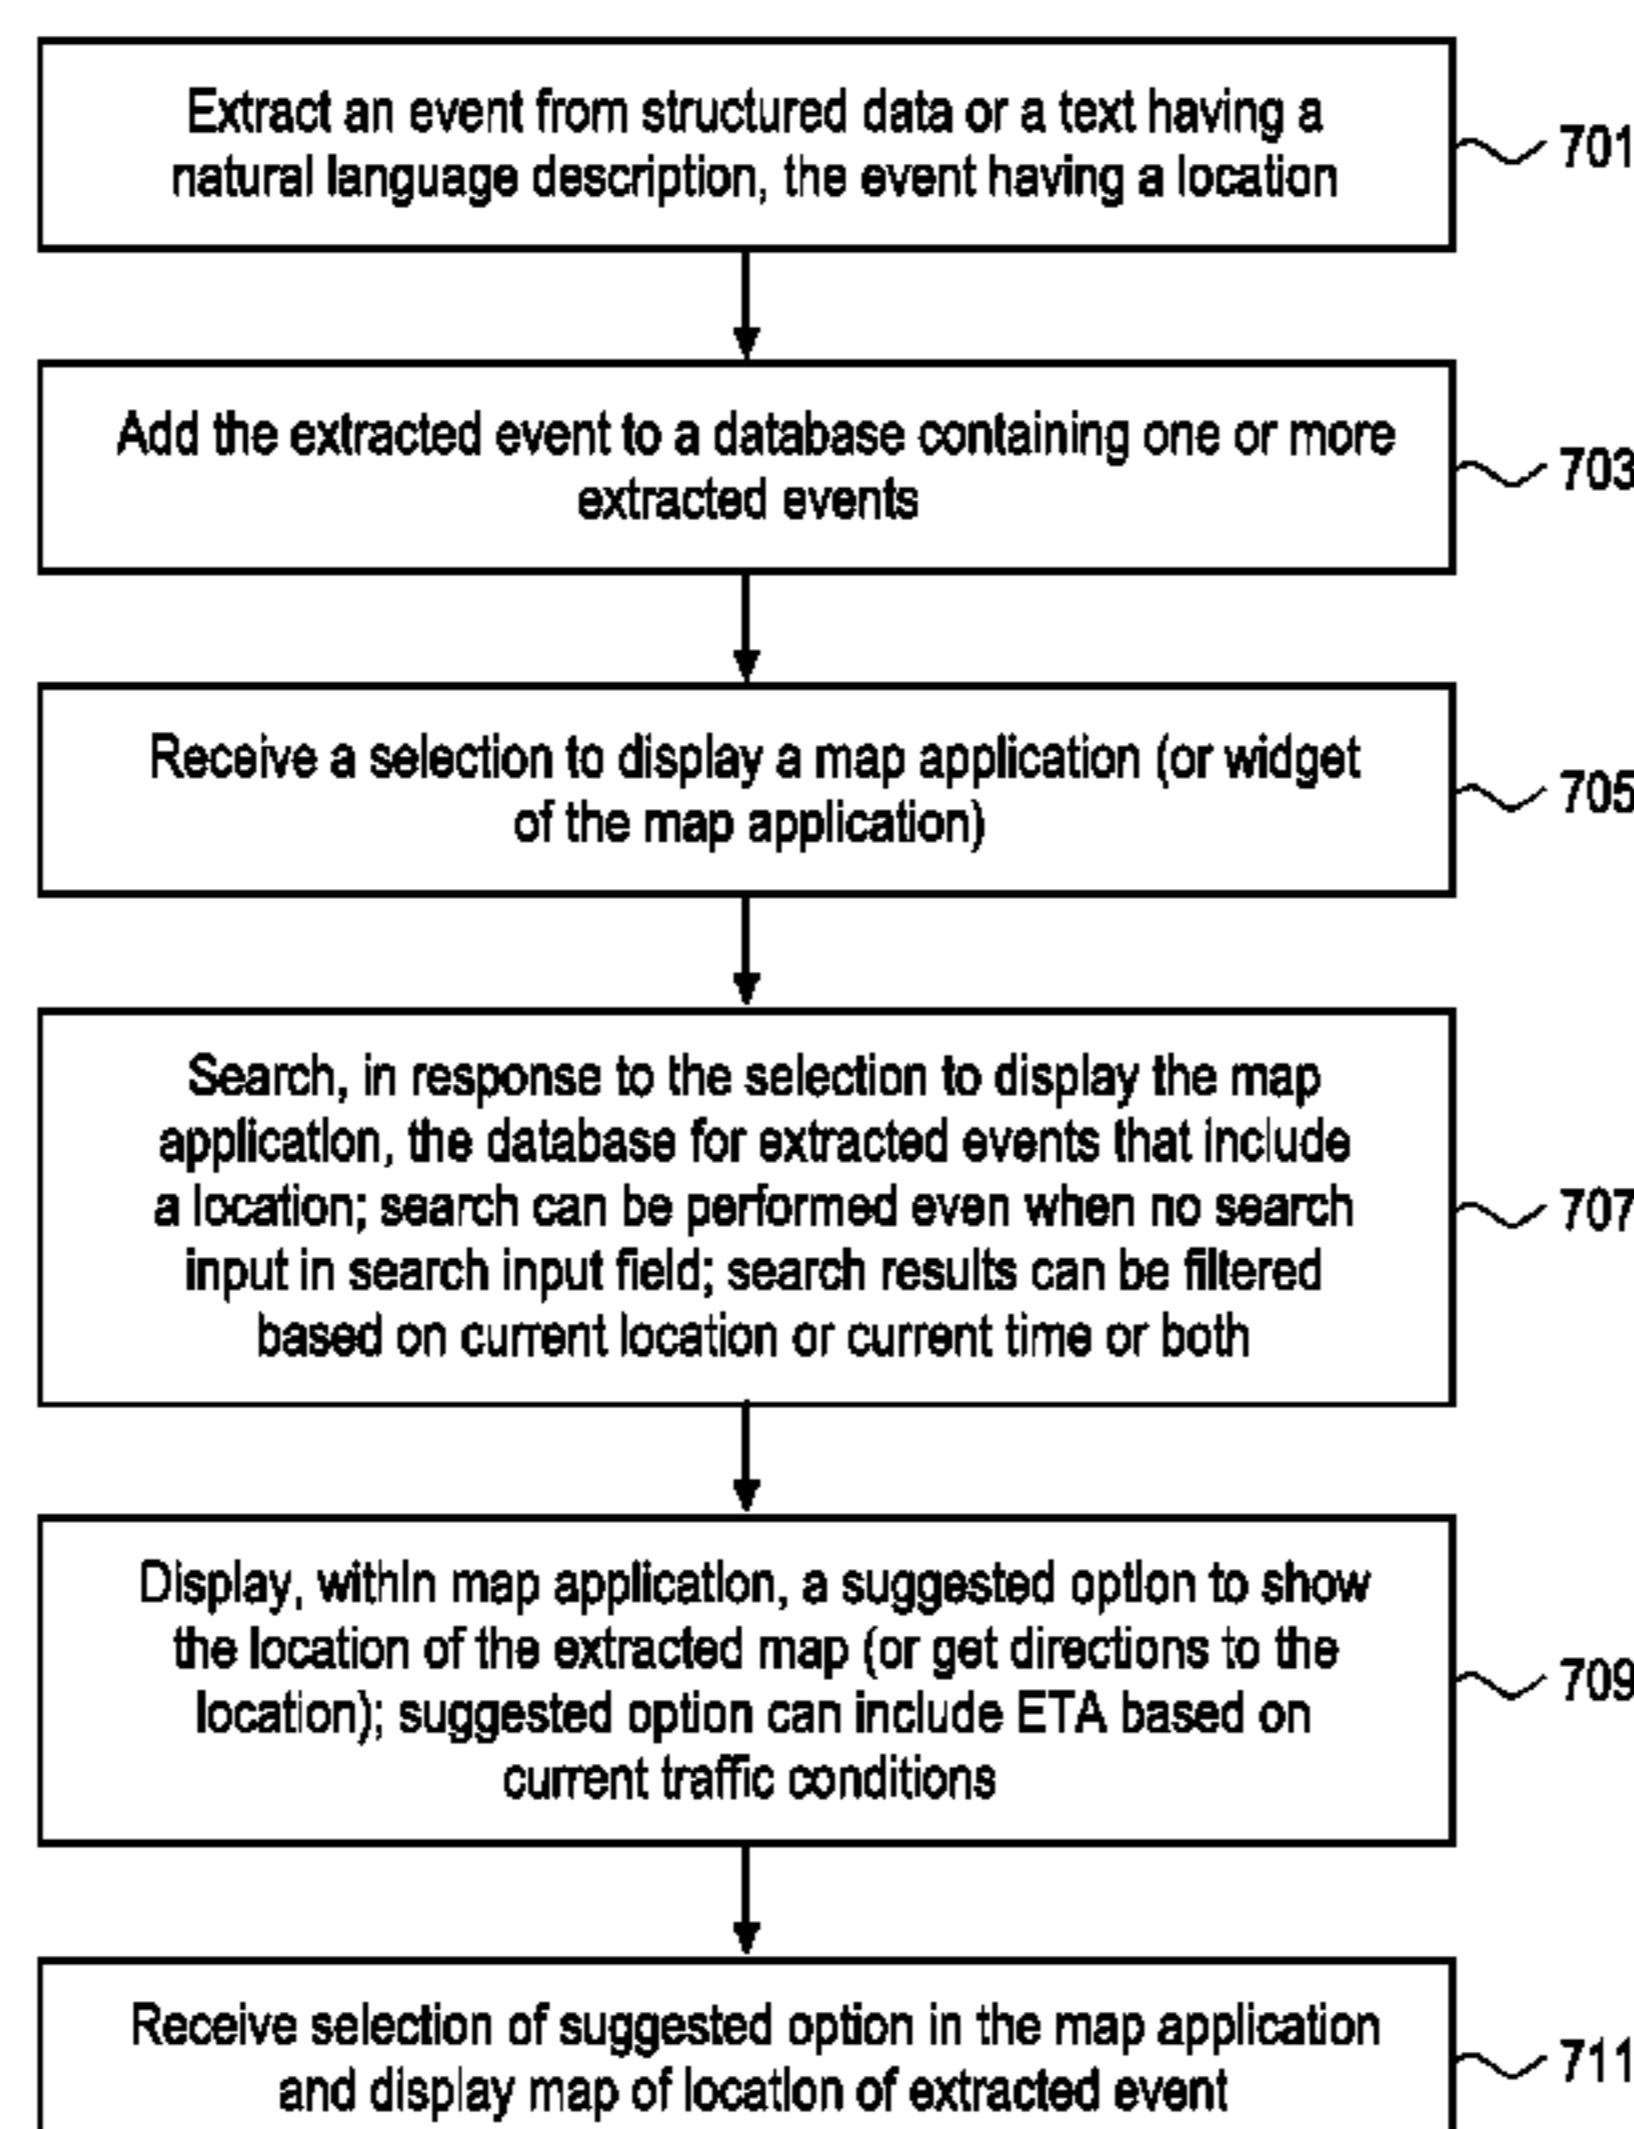 Extract an event from structured data or a text having a
natural language description, the event having a location
701
Add the extracted event to a database containing one or more
extracted events
703
Receive a selection to display a map application (or widget
of the map application)
705
Search, in response to the selection to display the map
application, the database for extracted events that include
a location; search can be performed even when no search
input in search input field; search results can be filtered
based on current location or current time or both
707
Display, within map application, a suggested option to show
the location of the extracted map (or get directions to the
location); suggested option can include ETA based on
current traffic conditions
709
Receive selection of suggested option in the map application
and display map of location of extracted event
711